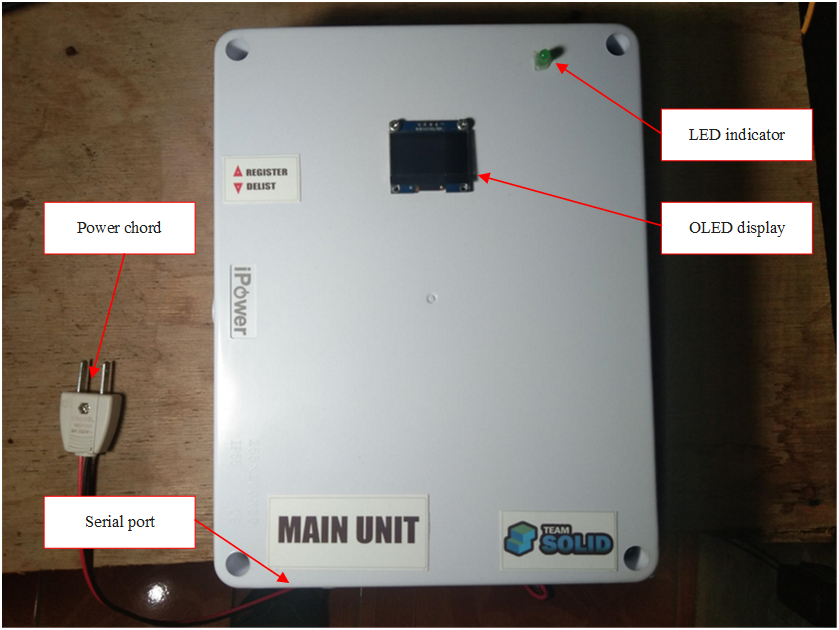 LED indicator
REGISTER
DELIST
Power chord
OLED display
iPower
Serial port
MAIN UNIT
TEAM
SOLID